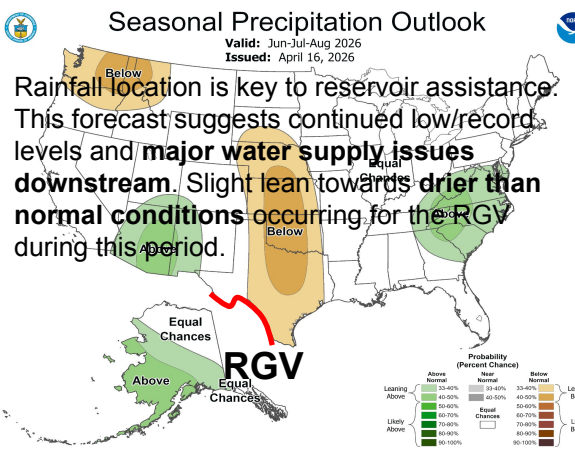 Seasonal Precipitation Outlook
Valid: Jun-Jul-Aug 2026
Issued: April 16, 2026
Below
Rainfall location is key to reservoir assistance.
This forecast suggests continued low/record
levels and major water supply issues
downstream. Slight lean towards drier than
normal conditions occurring for the RGV
during this period.
Equal
Chances
Above
Below
Above
Equal
Chances
Above
Equal
Chances
RGV
Probability
(Percent Chance)
Above
Normal
Near
Normal
Below
Normal
Leaning
Above
33-40%
40-50%
50-60%
60-70%
70-80%
80-90%
90-100%
Likely
Above
33-40%
40-50%
Equal
Chances
33-40%
40-50%
50-60%
60-70%
70-80%
80-90%
90-100%